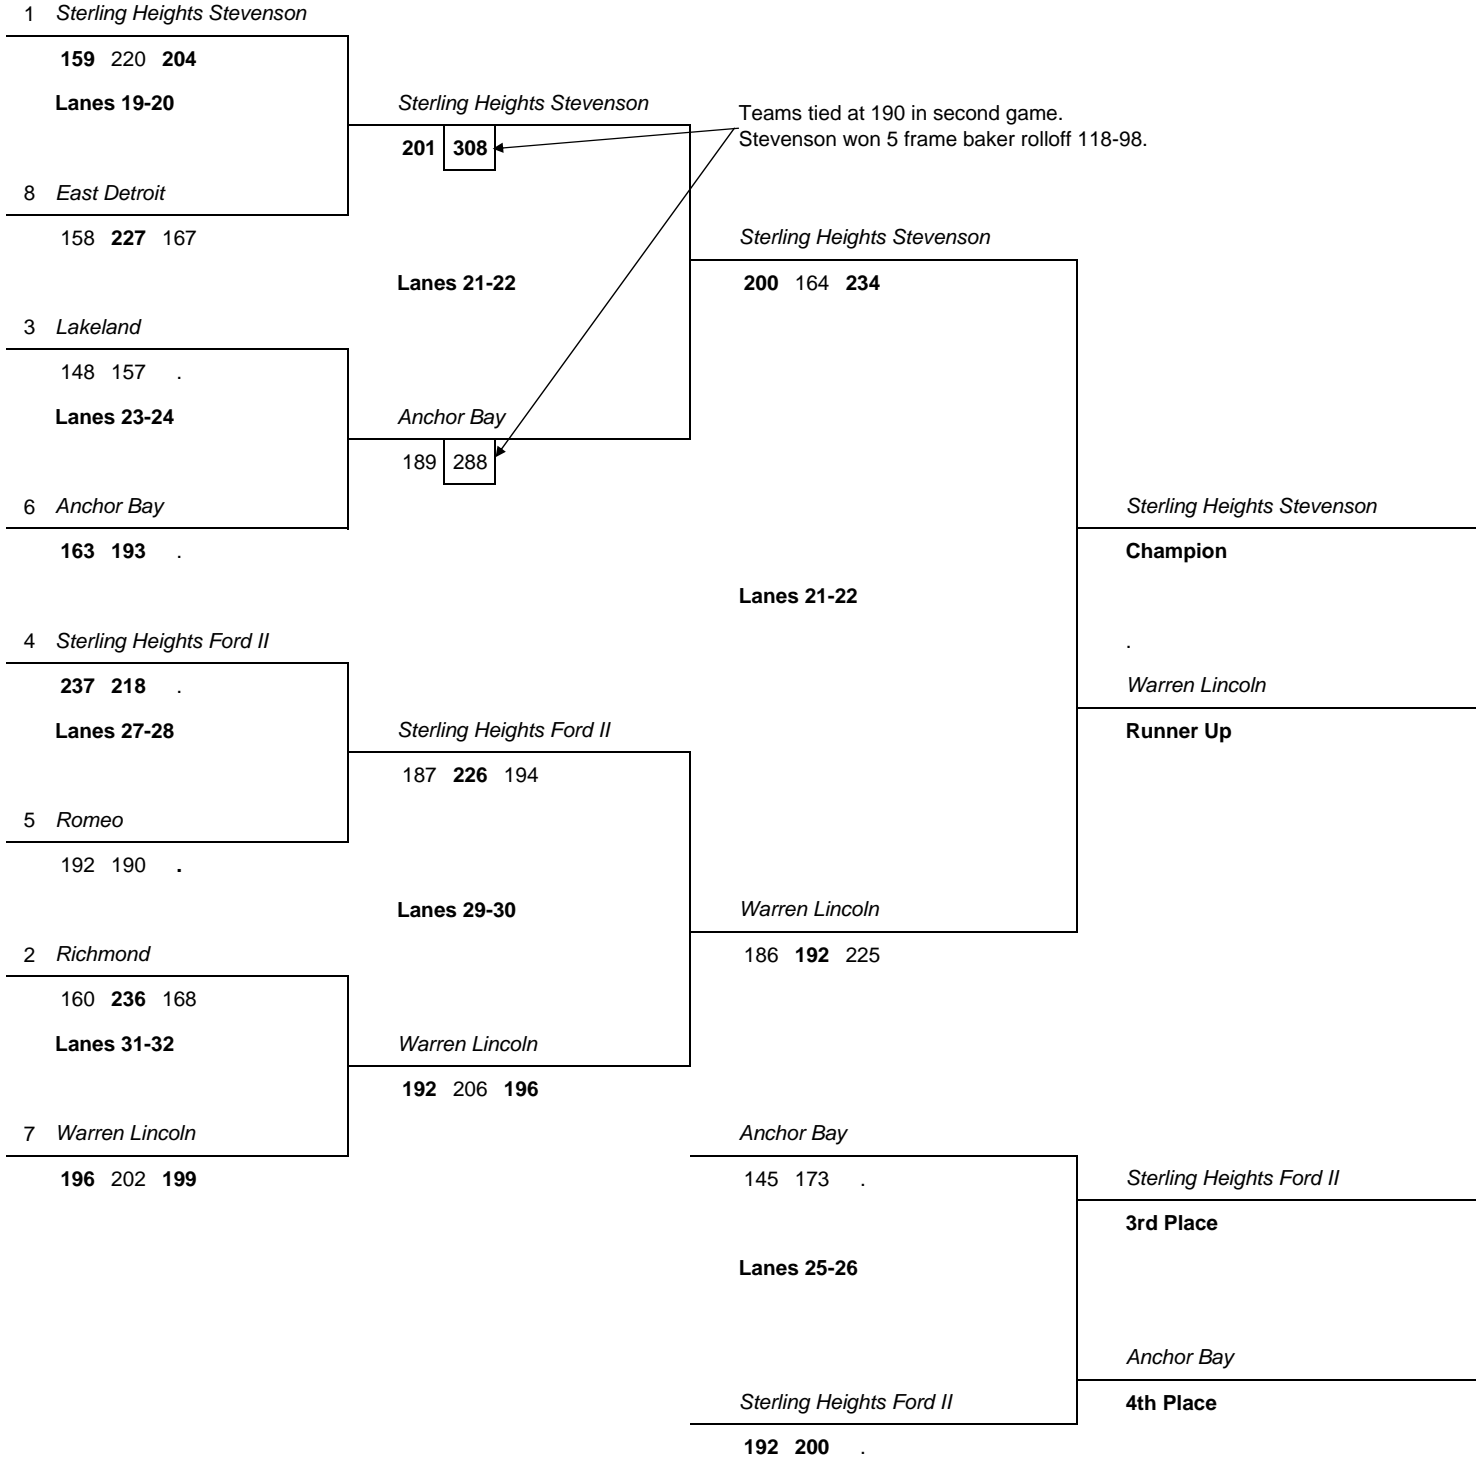 1 Sterling Heights Stevenson
159 220 204
Lanes 19-20
8 East Detroit
158 227 167
3 Lakeland
148 157 .
Lanes 23-24
6 Anchor Bay
163 193 .
4 Sterling Heights Ford II
237 218 .
Lanes 27-28
5 Romeo
192 190 .
2 Richmond
160 236 168
Lanes 31-32
7 Warren Lincoln
196 202 199
Sterling Heights Stevenson
201 308
Lanes 21-22
Anchor Bay
189 288
Teams tied at 190 in second game.
Stevenson won 5 frame baker rolloff 118-98.
Sterling Heights Ford II
187 226 194
Lanes 29-30
Warren Lincoln
192 206 196
Sterling Heights Stevenson
200 164 234
Lanes 21-22
Warren Lincoln
186 192 225
Sterling Heights Stevenson
Champion
.
Warren Lincoln
Runner Up
Anchor Bay
145 173 .
Lanes 25-26
Sterling Heights Ford II
192 200 .
Sterling Heights Ford II
3rd Place
Anchor Bay
4th Place